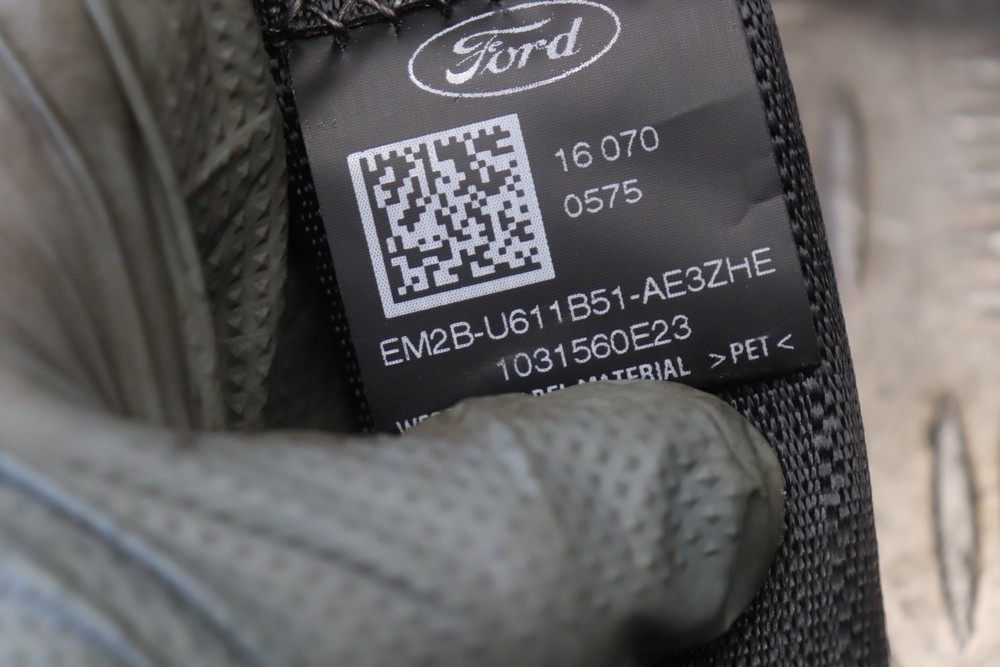 Ford
16 070
0575
EM2B-U611B51-AE3ZHE
1031560E23
MATERIAL >PET<